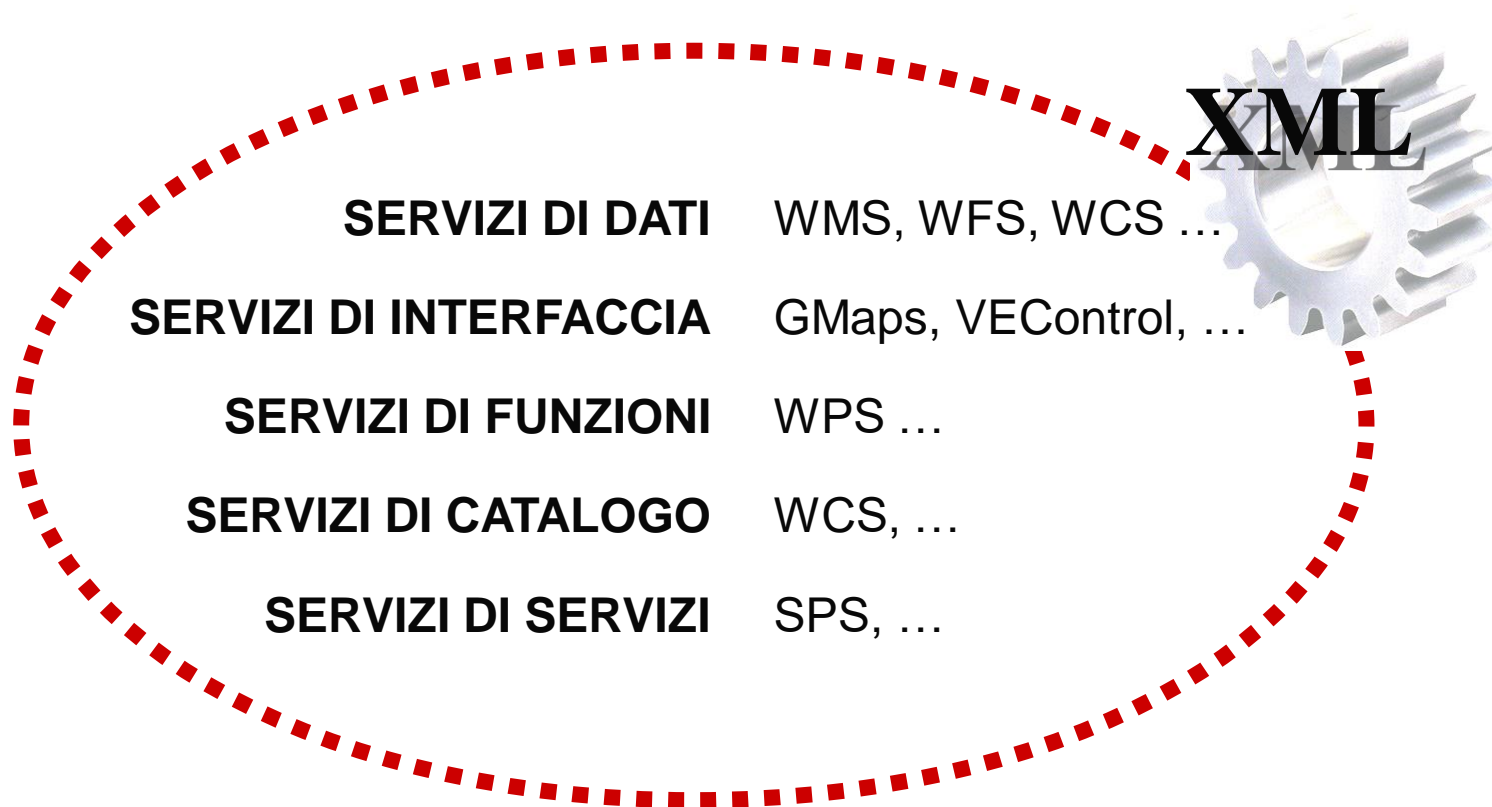 XML
SERVIZI DI DATI WMS, WFS, WCS …
SERVIZI DI INTERFACCIA GMaps, VEControl, …
SERVIZI DI FUNZIONI WPS …
SERVIZI DI CATALOGO WCS, …
SERVIZI DI SERVIZI SPS, …